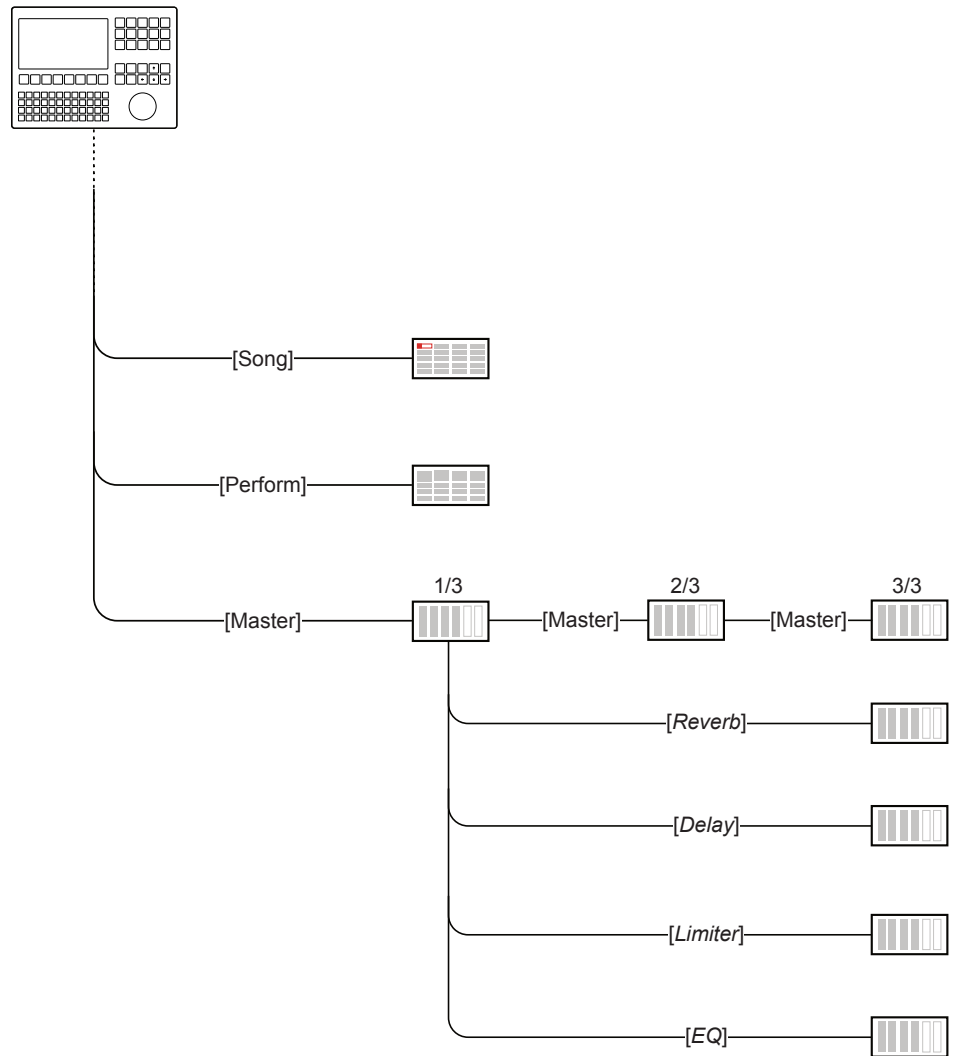 [Song]
[Perform]
1/3 2/3 3/3
[Master] [Master] [Master]
[Reverb]
[Delay]
[Limiter]
[EQ]